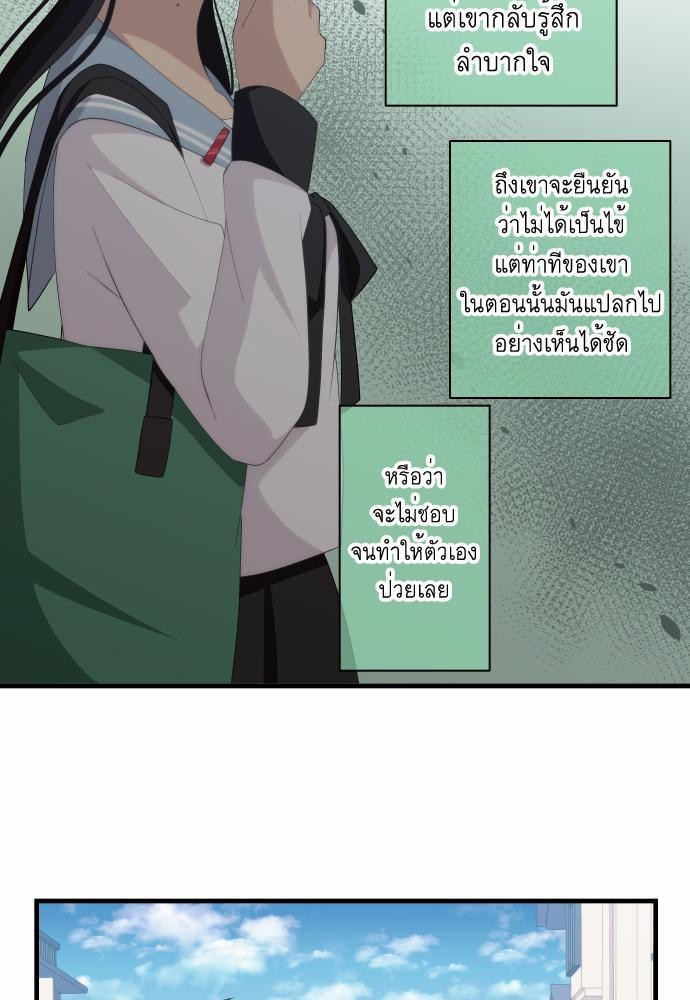 แต่เขากลับรู้สึก
ลำบากใจ
ถึงเขาจะยืนยัน
ว่าไม่ได้เป็นไข้
แต่ท่าทีของเขา
ในตอนนั้นมันแปลกไป
อย่างเห็นได้ชัด
หรือว่า
จะไม่ชอบ
จนทำให้ตัวเอง
ป่วยเลย